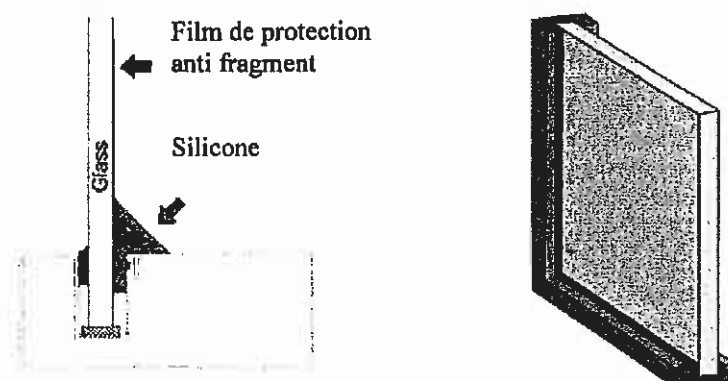 Film de protection
anti fragment
Silicone
Glass